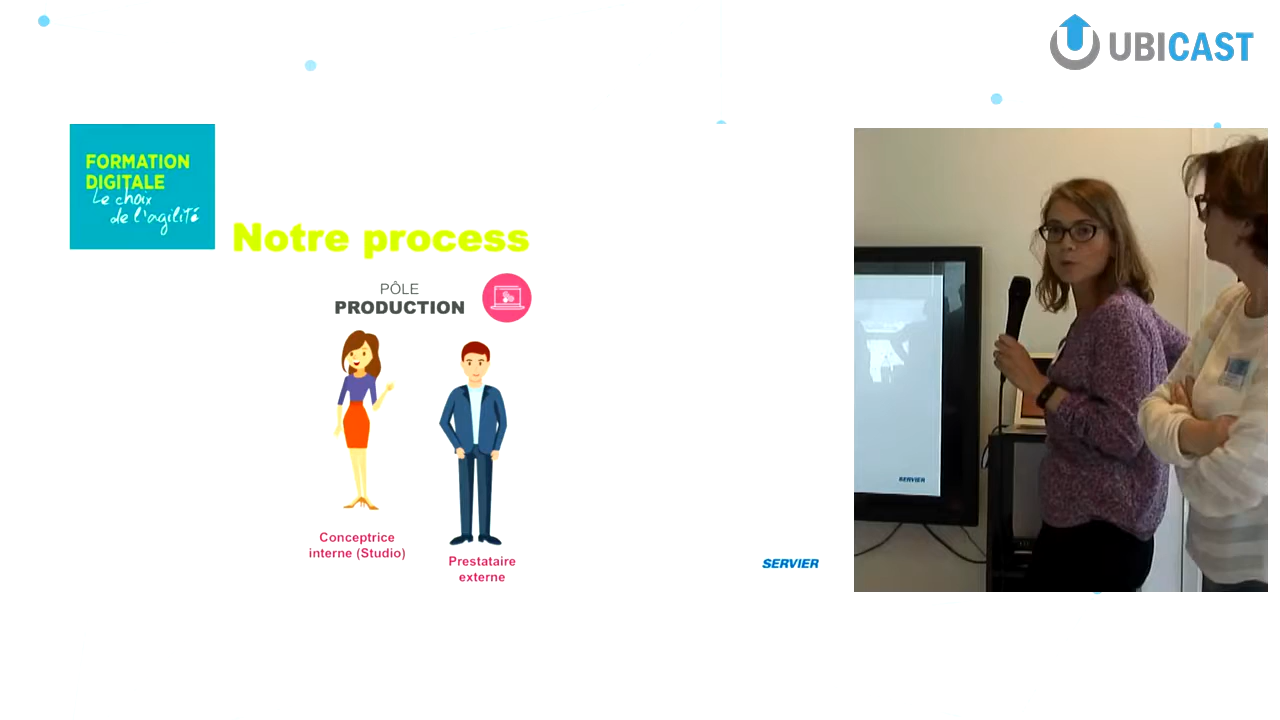 UBICAST
FORMATION
DIGITALE
Le choix
de l'agilité
Notre process
PÔLE
PRODUCTION
Conceptrice
interne (Studio)
Prestataire
externe
SERVIER
SERVIER